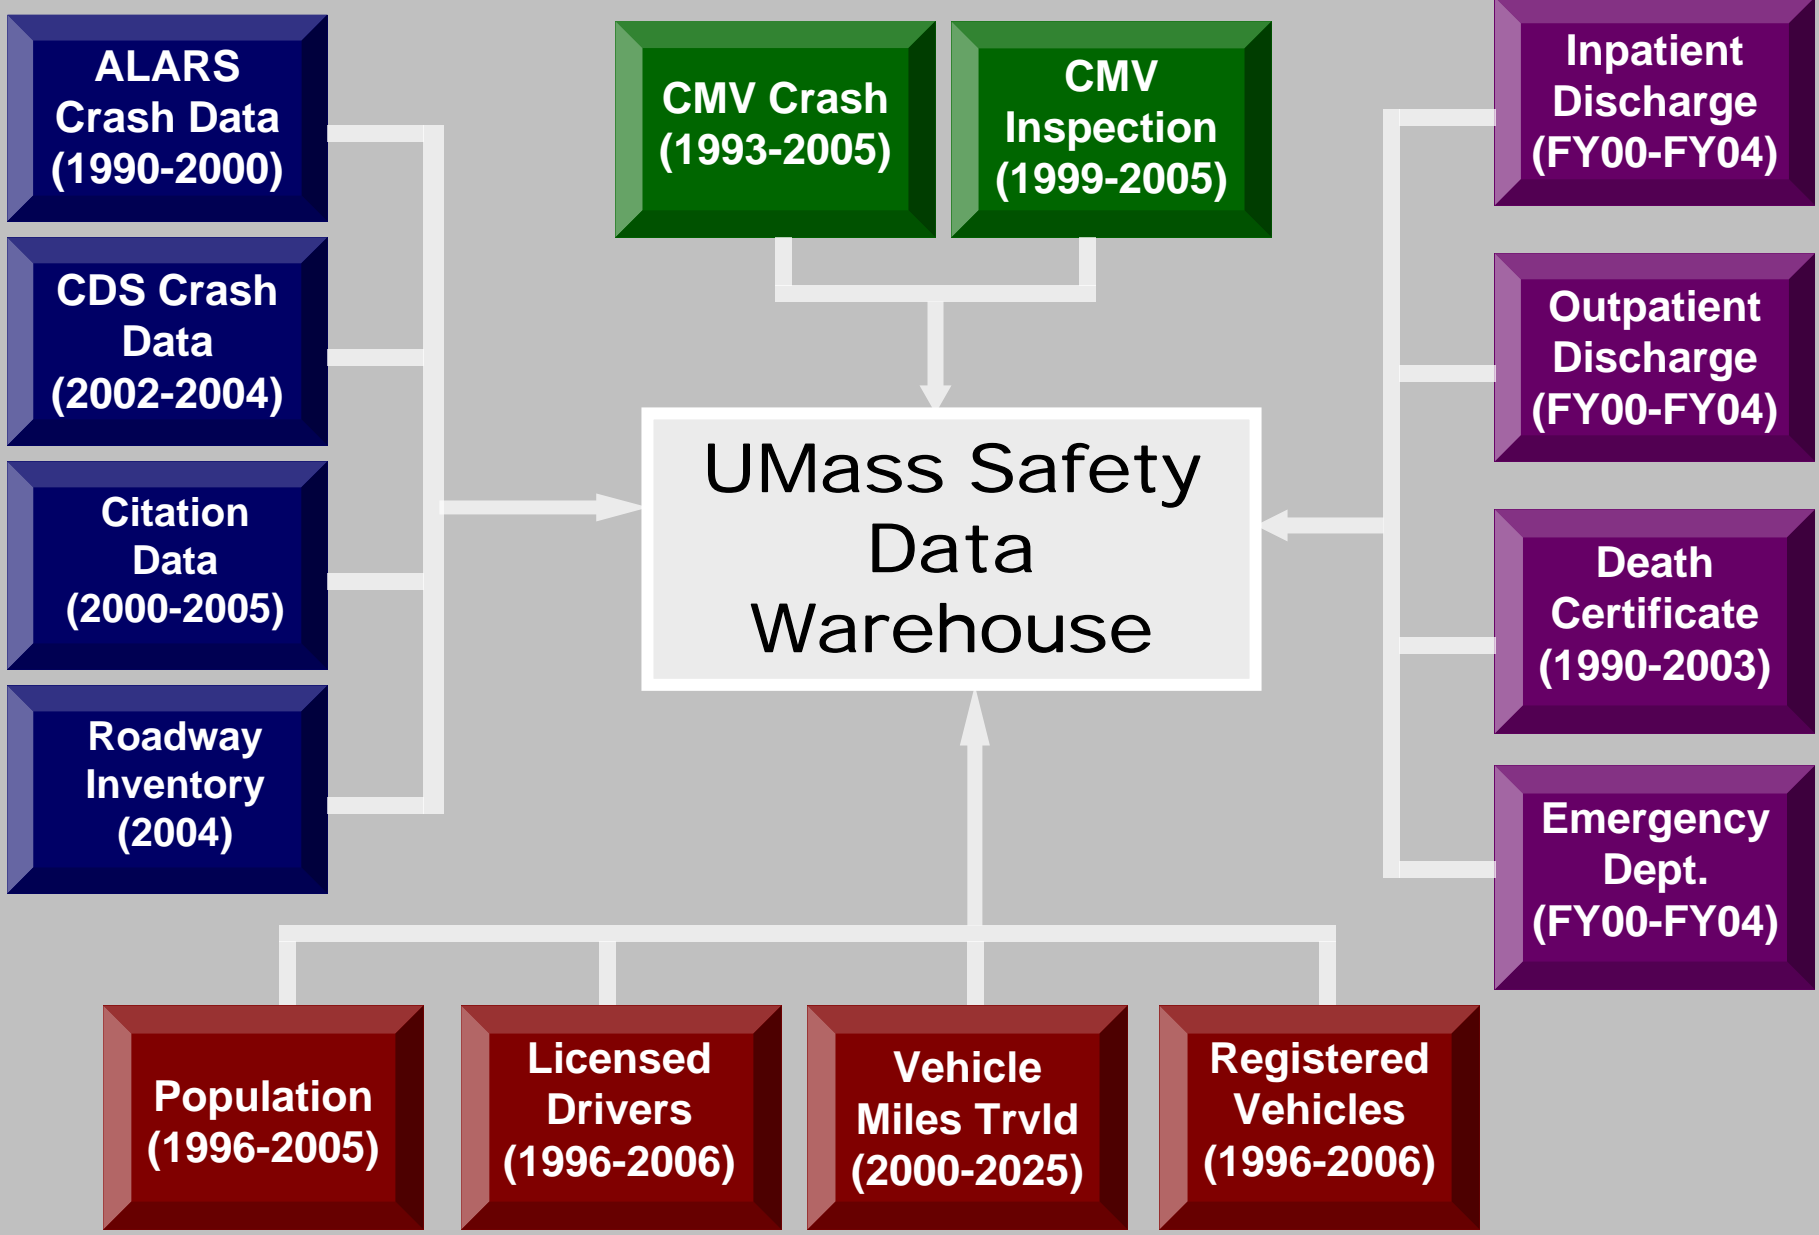 ALARS
Crash Data
(1990-2000)
CDS Crash
Data
(2002-2004)
Citation
Data
(2000-2005)
Roadway
Inventory
(2004)
CMV Crash
(1993-2005)
CMV
Inspection
(1999-2005)
UMass Safety
Data
Warehouse
Inpatient
Discharge
(FY00-FY04)
Outpatient
Discharge
(FY00-FY04)
Death
Certificate
(1990-2003)
Emergency
Dept.
(FY00-FY04)
Population
(1996-2005)
Licensed
Drivers
(1996-2006)
Vehicle
Miles Trvld
(2000-2025)
Registered
Vehicles
(1996-2006)